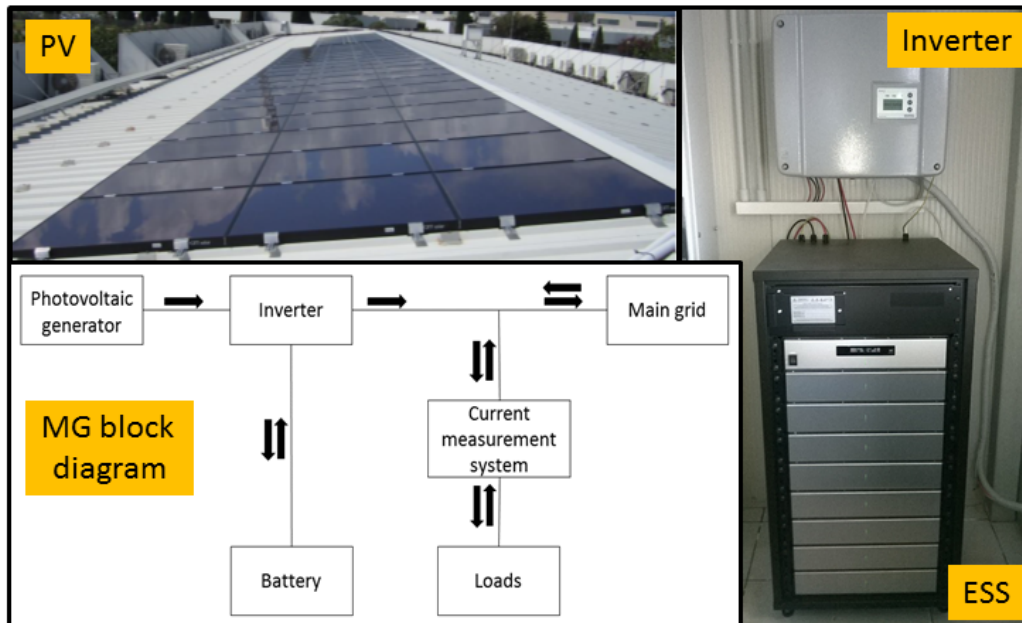 PV
Inverter
Photovoltaic
generator
Inverter
Main grid
MG block
diagram
Current
measurement
system
Battery
Loads
ESS